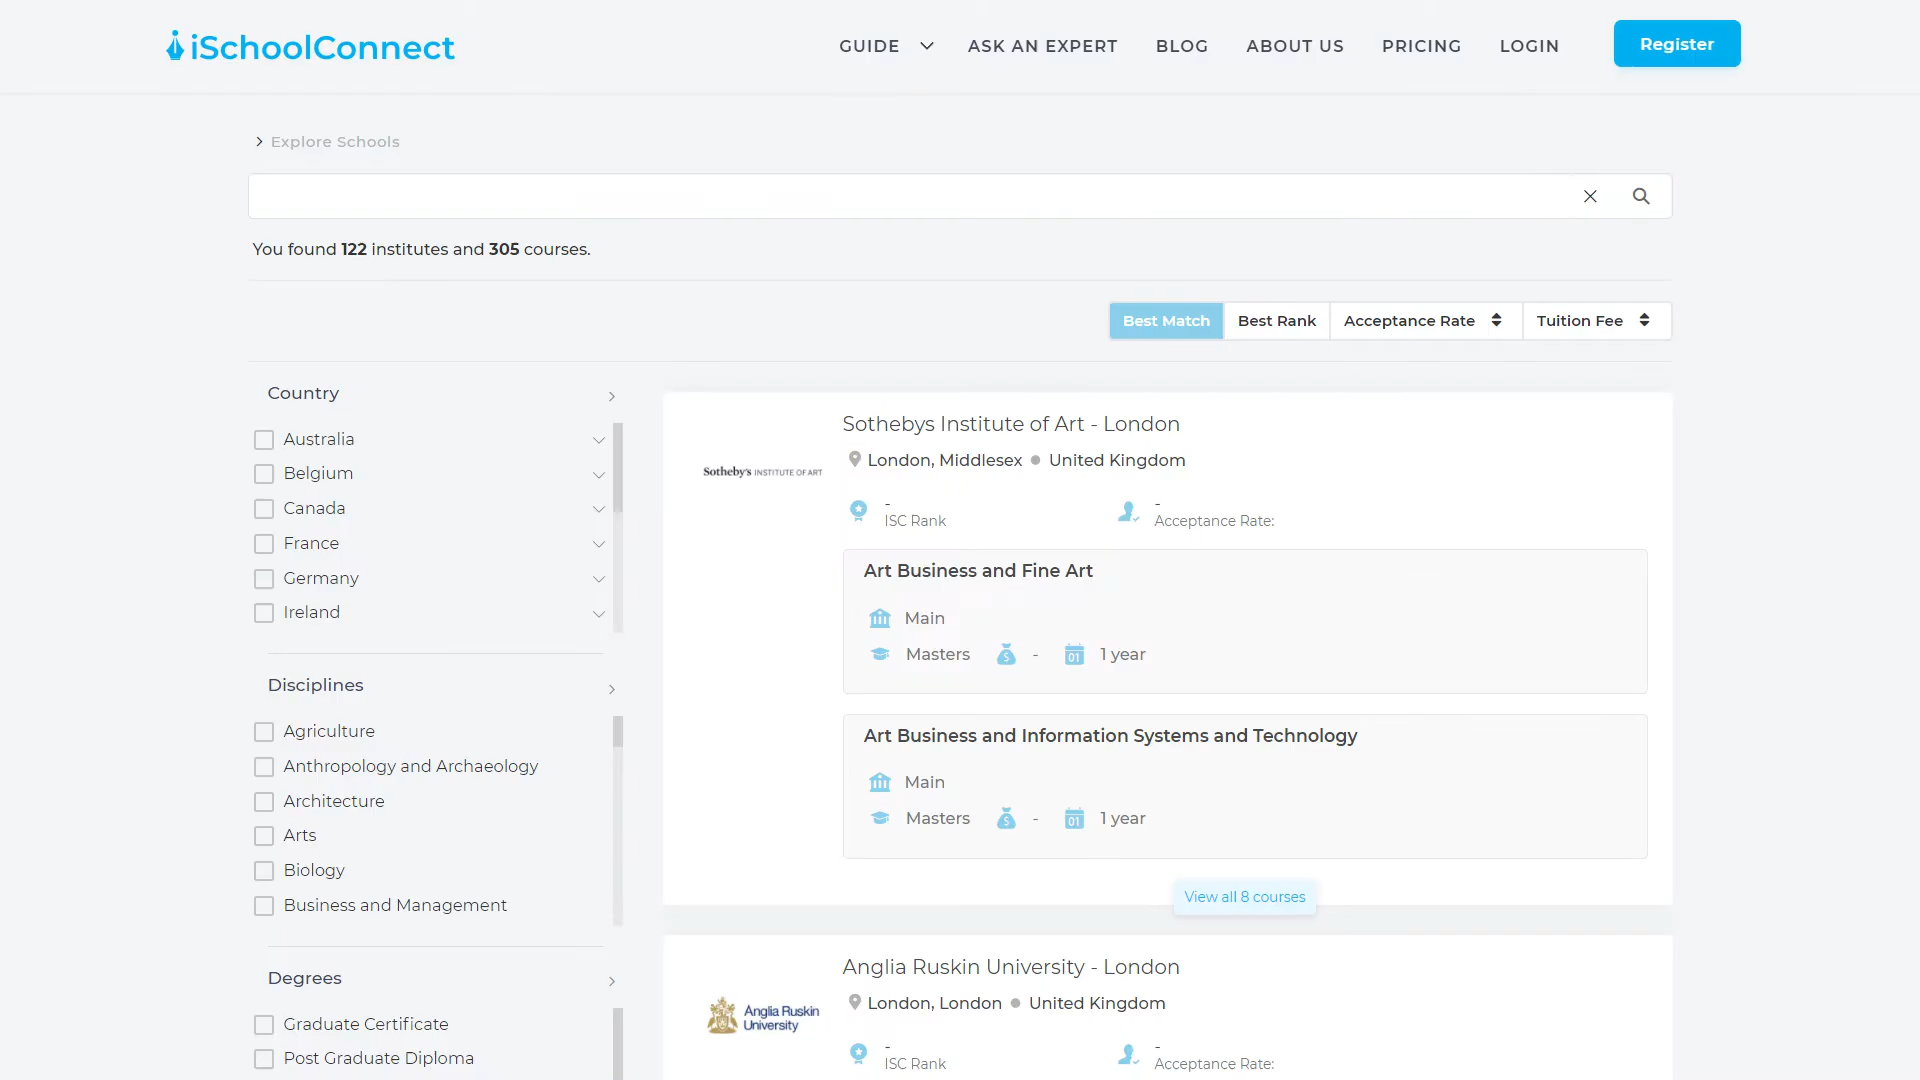 iSchoolConnect
GUIDE
ASK AN EXPERT
BLOG
ABOUT US
PRICING
LOGIN
Register
Explore Schools
You found 122 institutes and 305 courses.
Best Match
Best Rank
Acceptance Rate
Tuition Fee
Country
Australia
Belgium
Canada
France
Germany
Ireland
Disciplines
Agriculture
Anthropology and Archaeology
Architecture
Arts
Biology
Business and Management
Degrees
Graduate Certificate
Post Graduate Diploma
Sotheby's INSTITUTE OF ART
Sothebys Institute of Art - London
London, Middlesex United Kingdom
-
ISC Rank
-
Acceptance Rate:
Art Business and Fine Art
Main
Masters $ - 01 1 year
Art Business and Information Systems and Technology
Main
Masters $ - 01 1 year
View all 8 courses
Anglia Ruskin
University
Anglia Ruskin University - London
London, London United Kingdom
-
ISC Rank
-
Acceptance Rate: